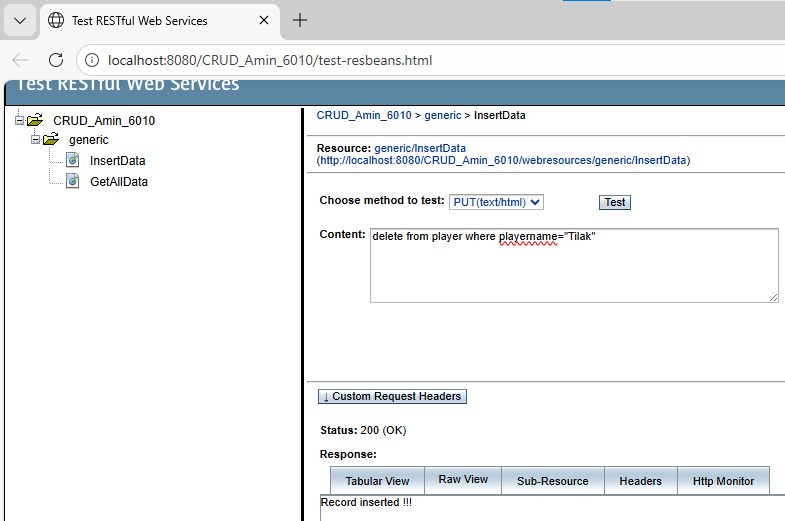 Test RESTful Web Services
localhost:8080/CRUD_Amin_6010/test-resbeans.html
Test RESTful Web Services
CRUD_Amin_6010
generic
InsertData
GetAllData
CRUD_Amin_6010 > generic > InsertData
Resource: generic/InsertData
(http://localhost:8080/CRUD_Amin_6010/webresources/generic/InsertData)
Choose method to test: PUT(text/html) Test
Content: delete from player where playername="Tilak"
↓ Custom Request Headers
Status: 200 (OK)
Response:
Tabular View Raw View Sub-Resource Headers Http Monitor
Record inserted !!!